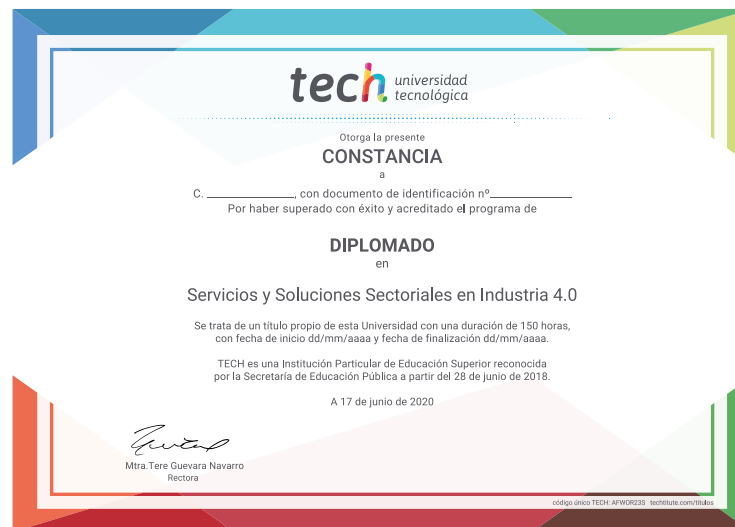 tech universidad
tecnológica
Otorga la presente
CONSTANCIA
a
C. ________________, con documento de identificación nº______________
Por haber superado con éxito y acreditado el programa de
DIPLOMADO
en
Servicios y Soluciones Sectoriales en Industria 4.0
Se trata de un título propio de esta Universidad con una duración de 150 horas,
con fecha de inicio dd/mm/aaaa y fecha de finalización dd/mm/aaaa.
TECH es una Institución Particular de Educación Superior reconocida
por la Secretaría de Educación Pública a partir del 28 de junio de 2018.
A 17 de junio de 2020
Mtra.Tere Guevara Navarro
Rectora
código único TECH: AFWOR23S techtitute.com/títulos